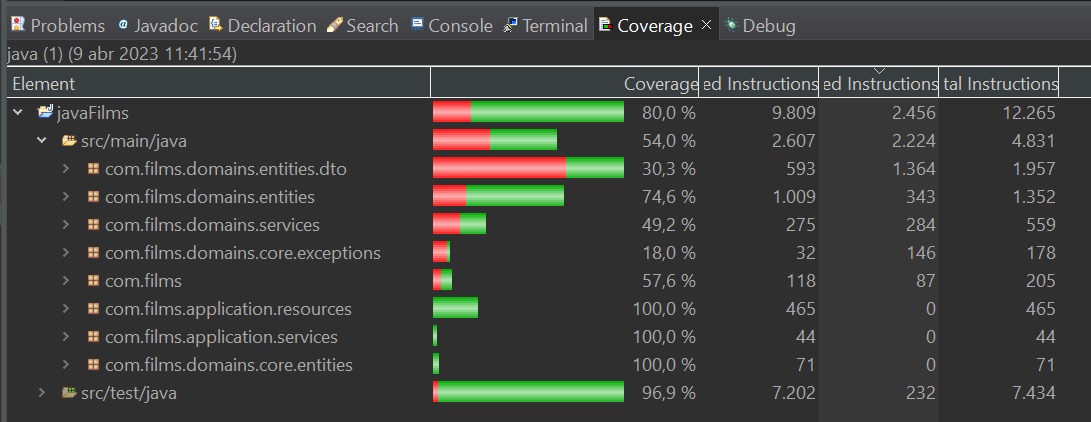 Problems @ Javadoc Declaration Search Console Terminal Coverage × Debug
java (1) (9 abr 2023 11:41:54)
Element Coverage ed Instructions ed Instructions tal Instructions
javaFilms 80,0 % 9.809 2.456 12.265
src/main/java 54,0 % 2.607 2.224 4.831
com.films.domains.entities.dto 30,3 % 593 1.364 1.957
com.films.domains.entities 74,6 % 1.009 343 1.352
com.films.domains.services 49,2 % 275 284 559
com.films.domains.core.exceptions 18,0 % 32 146 178
com.films 57,6 % 118 87 205
com.films.application.resources 100,0 % 465 0 465
com.films.application.services 100,0 % 44 0 44
com.films.domains.core.entities 100,0 % 71 0 71
src/test/java 96,9 % 7.202 232 7.434